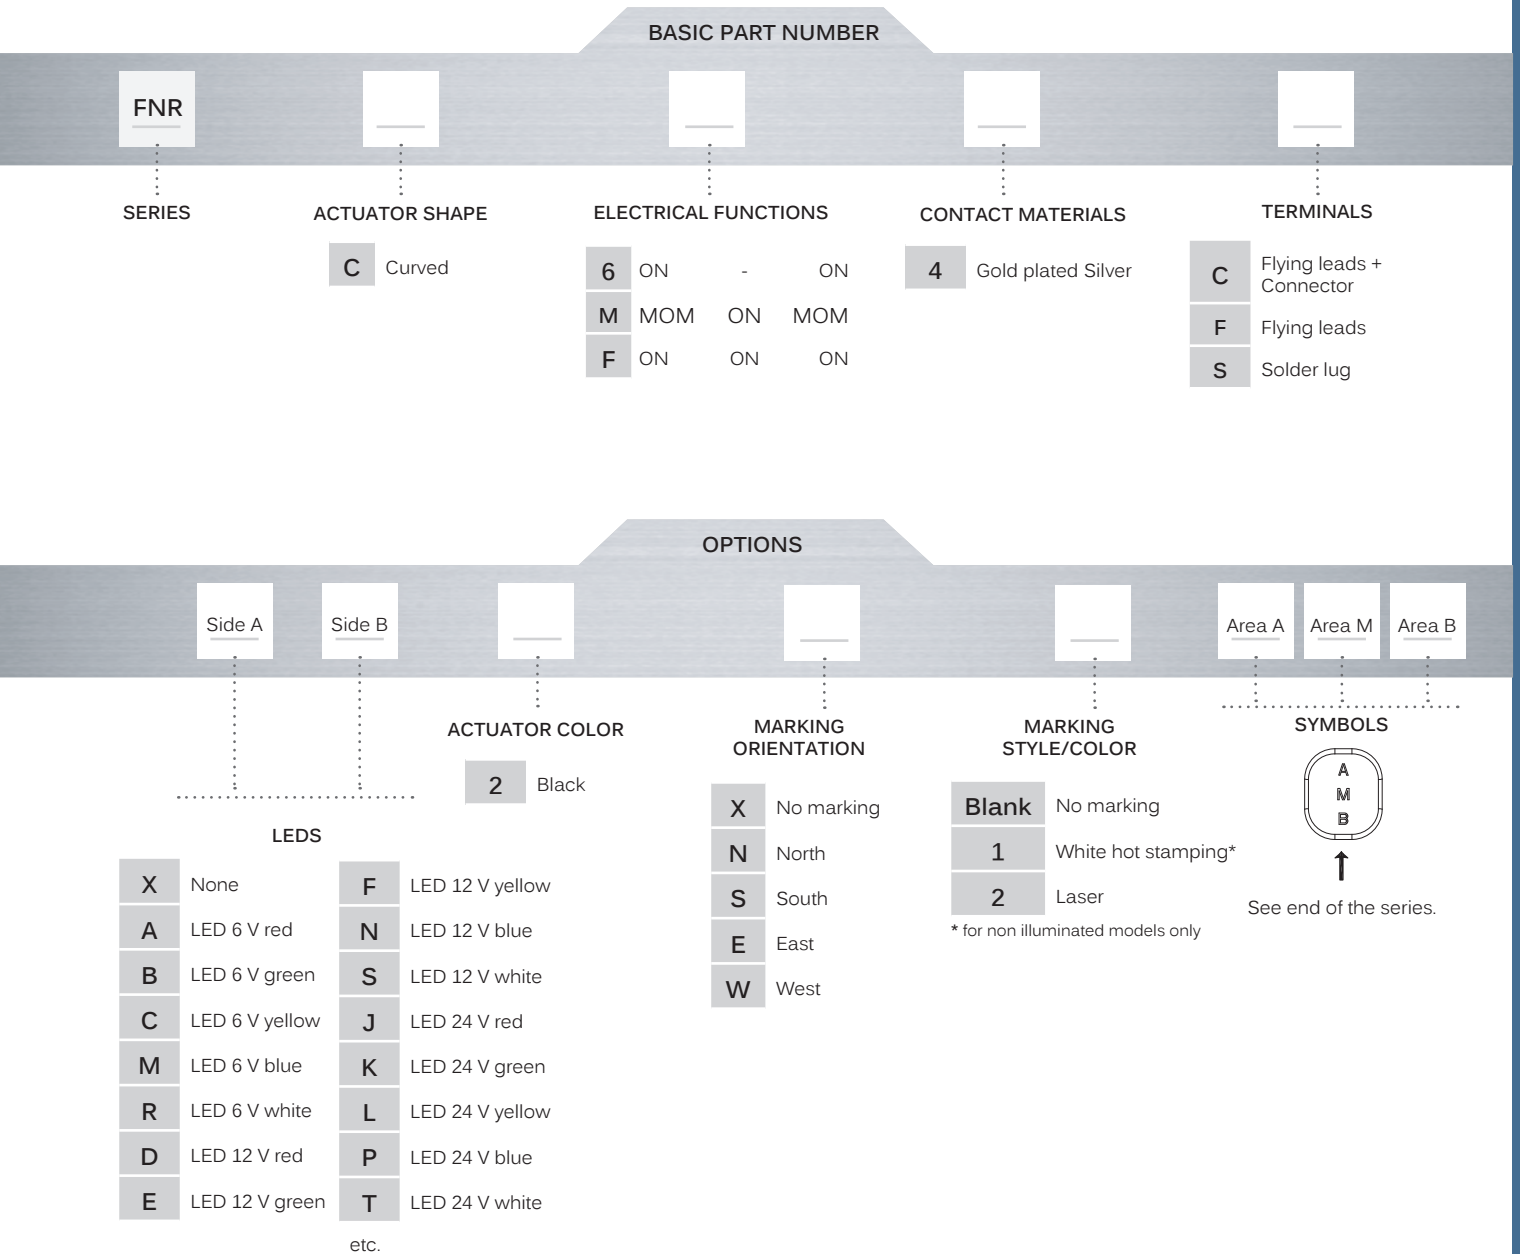 BASIC PART NUMBER
FNR
SERIES
ACTUATOR SHAPE
C Curved
ELECTRICAL FUNCTIONS
6 ON - ON
M MOM ON MOM
F ON ON ON
CONTACT MATERIALS
4 Gold plated Silver
TERMINALS
C Flying leads +
Connector
F Flying leads
S Solder lug
OPTIONS
Side A Side B
Area A Area M Area B
LEDS
X None
A LED 6 V red
B LED 6 V green
C LED 6 V yellow
M LED 6 V blue
R LED 6 V white
D LED 12 V red
E LED 12 V green
F LED 12 V yellow
N LED 12 V blue
S LED 12 V white
J LED 24 V red
K LED 24 V green
L LED 24 V yellow
P LED 24 V blue
T LED 24 V white
etc.
ACTUATOR COLOR
2 Black
MARKING
ORIENTATION
X No marking
N North
S South
E East
W West
MARKING
STYLE/COLOR
Blank No marking
1 White hot stamping*
2 Laser
* for non illuminated models only
SYMBOLS
A
M
B
See end of the series.